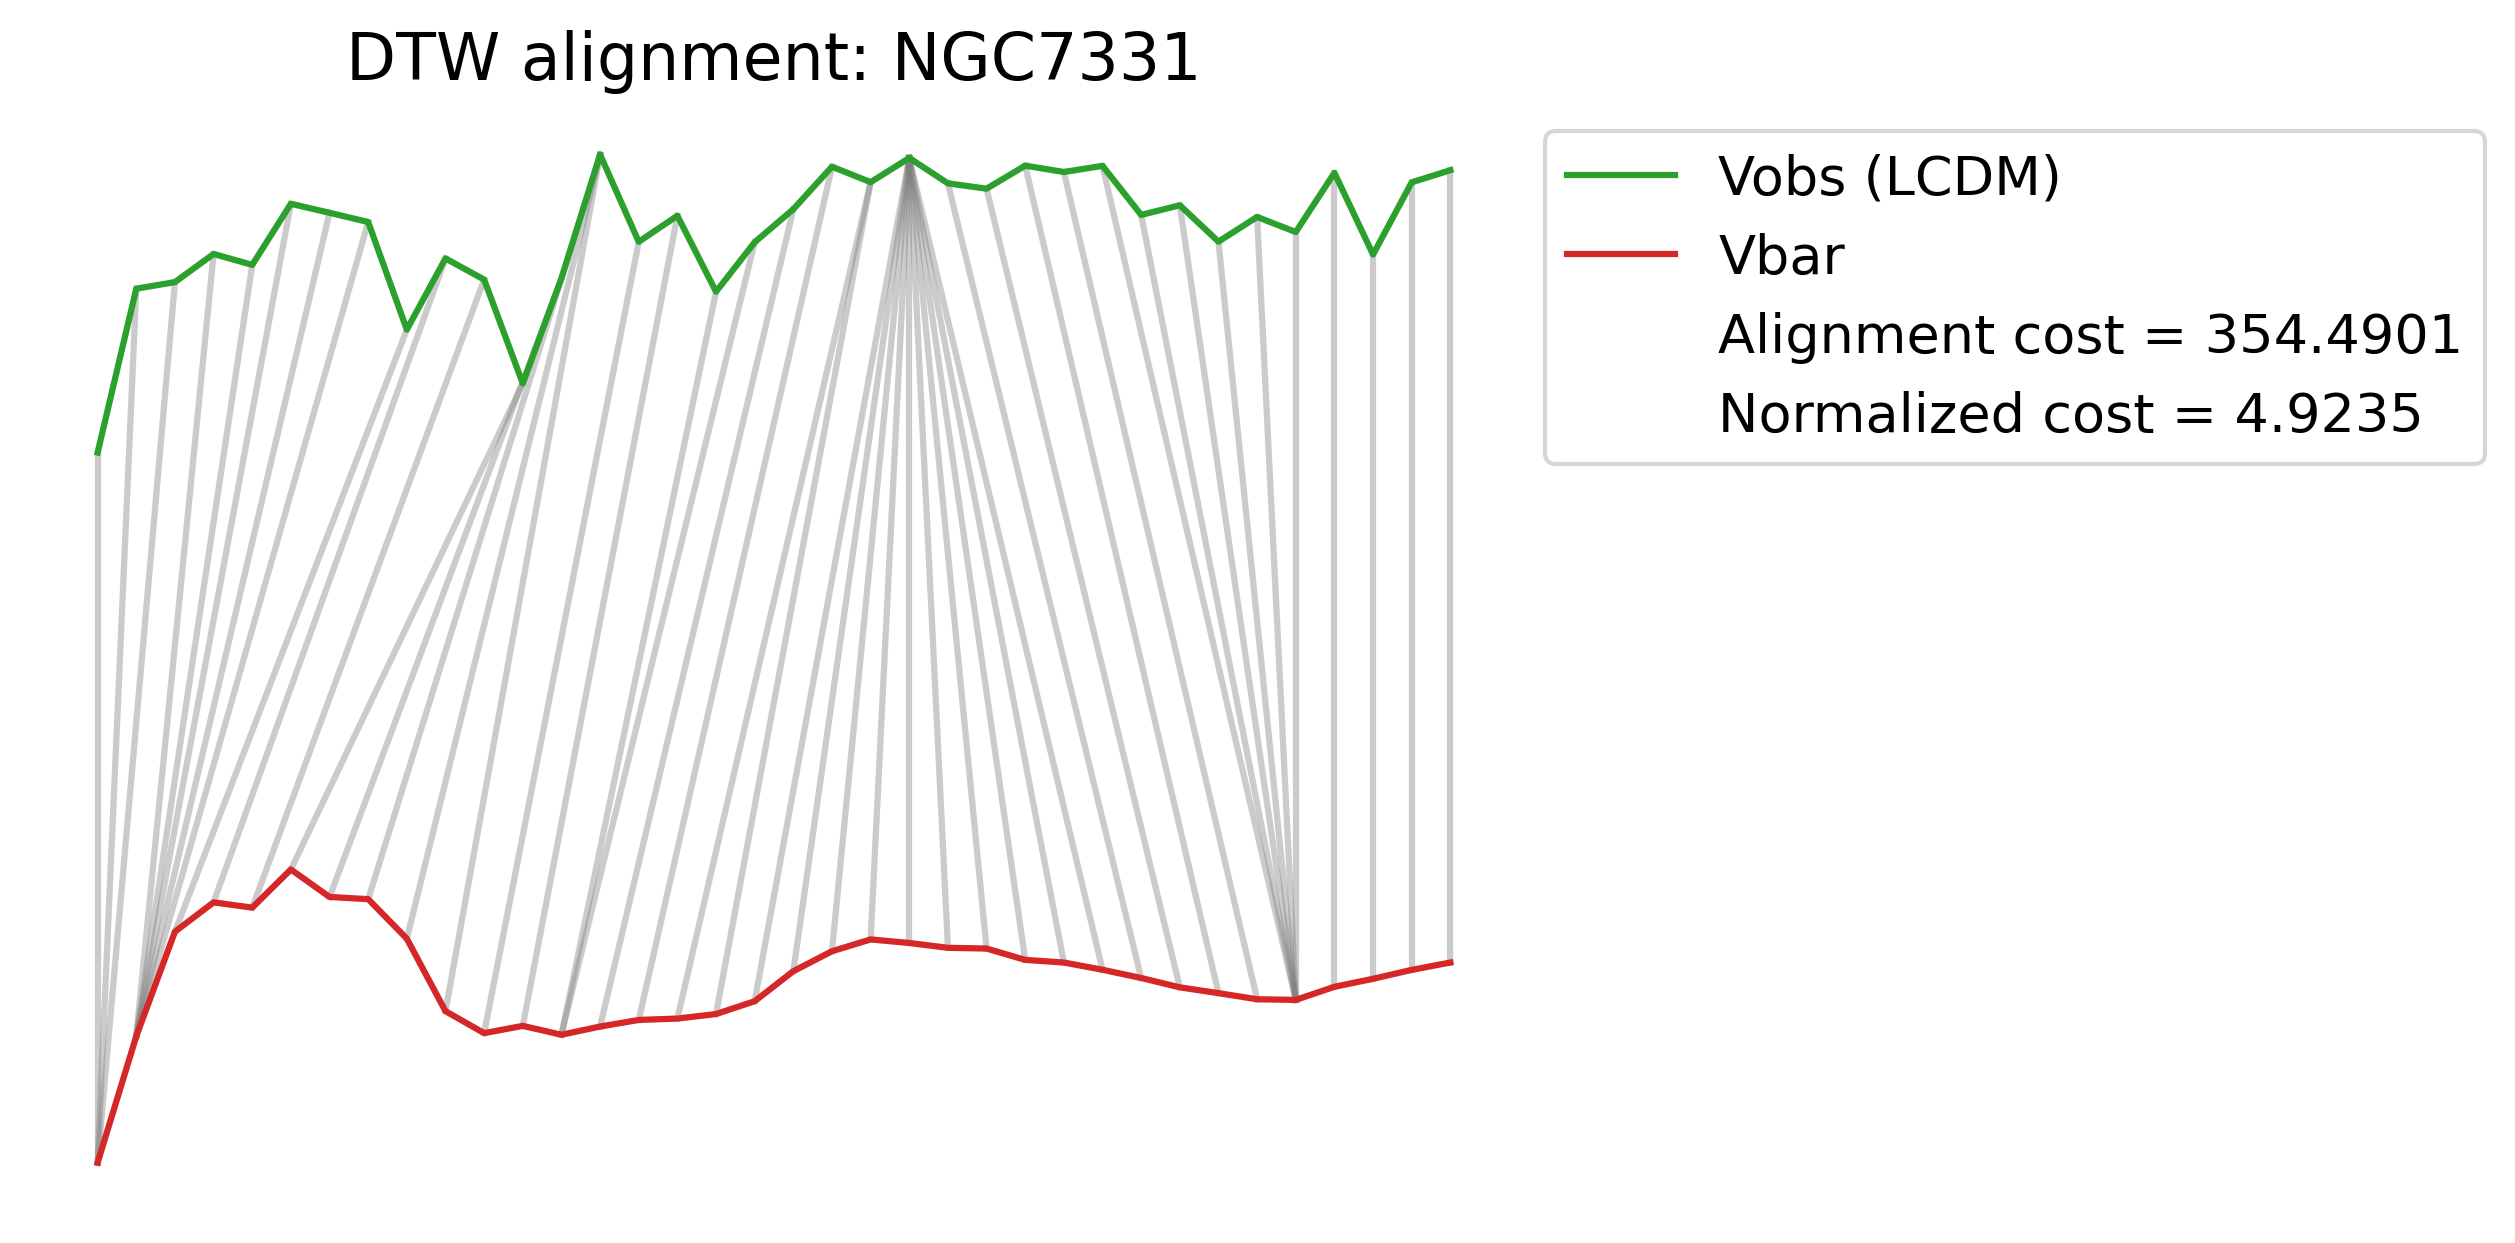 DTW alignment: NGC7331
Vobs (LCDM)
Vbar
Alignment cost = 354.4901
Normalized cost = 4.9235